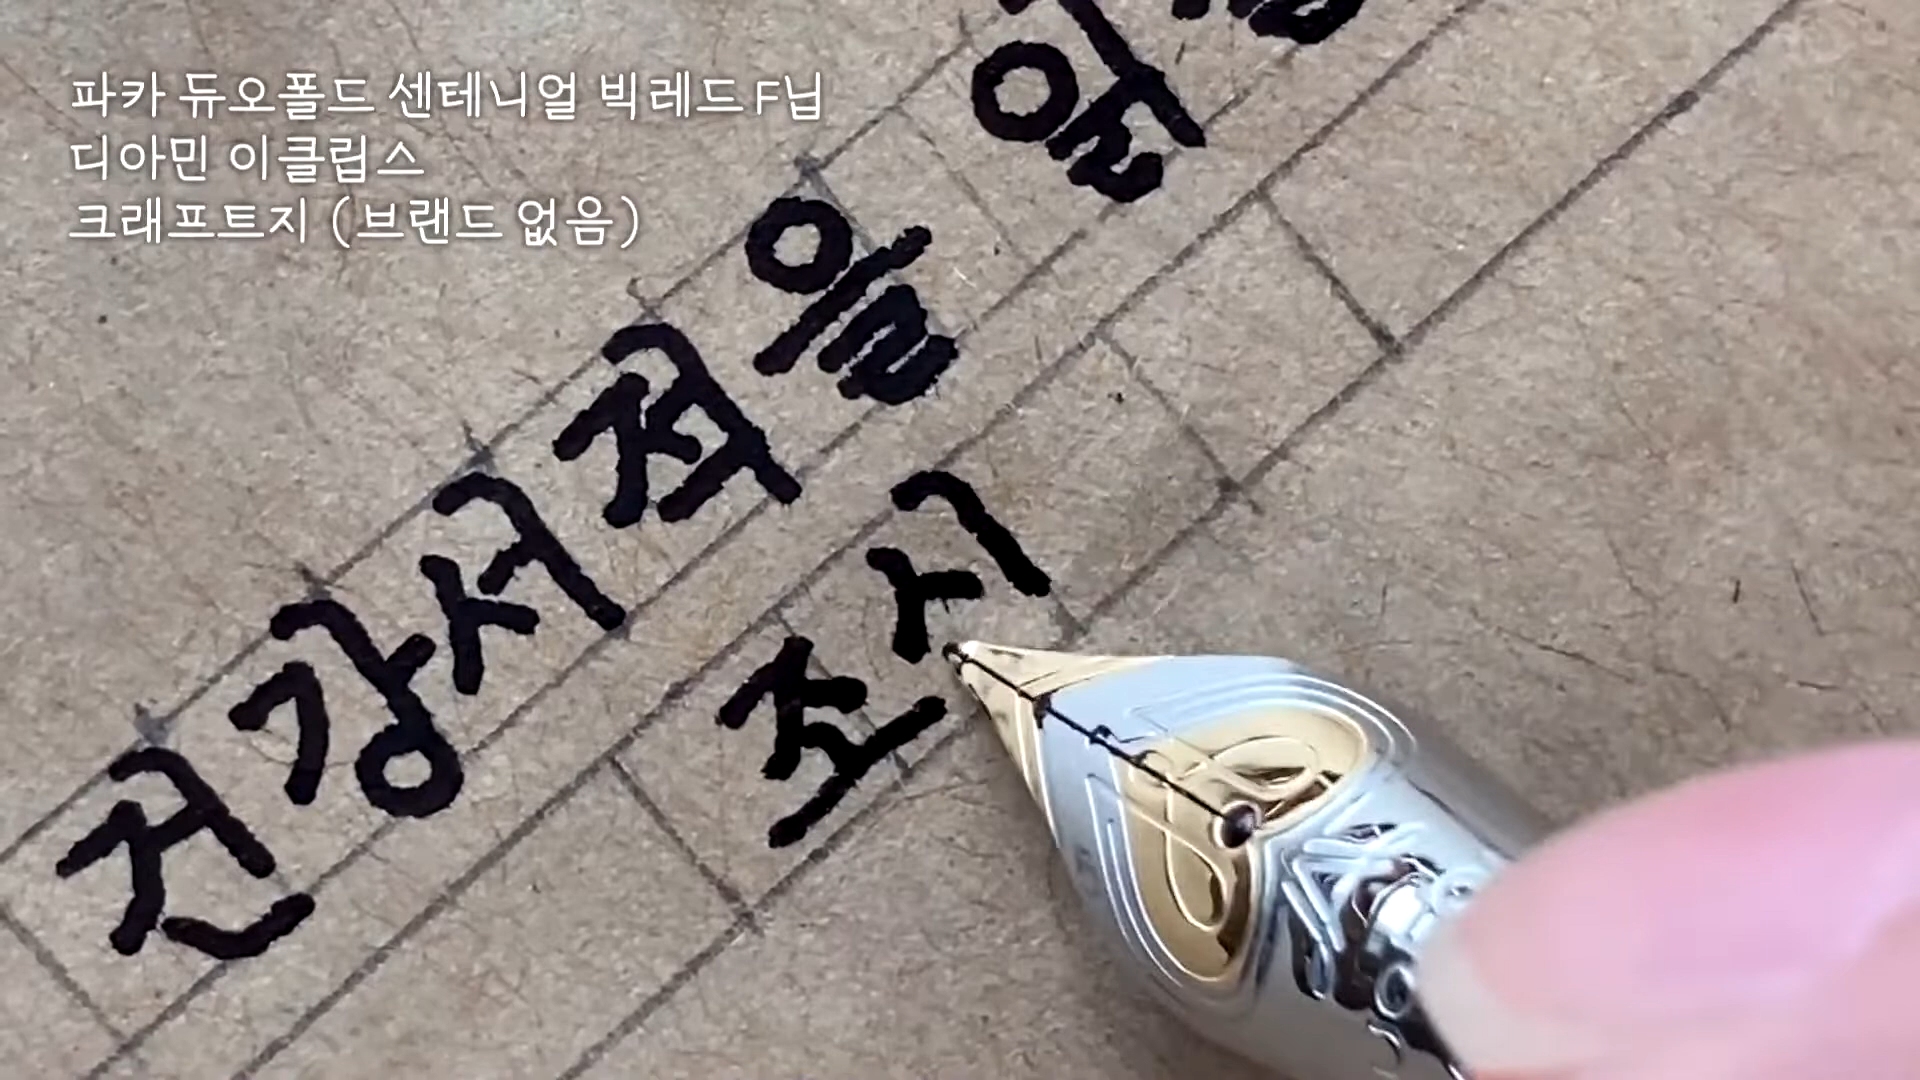 파카 듀오폴드 센테니얼 빅레드 F닙
디아민 이클립스
크래프트지 (브랜드 없음)
건강서적을 읽
조시